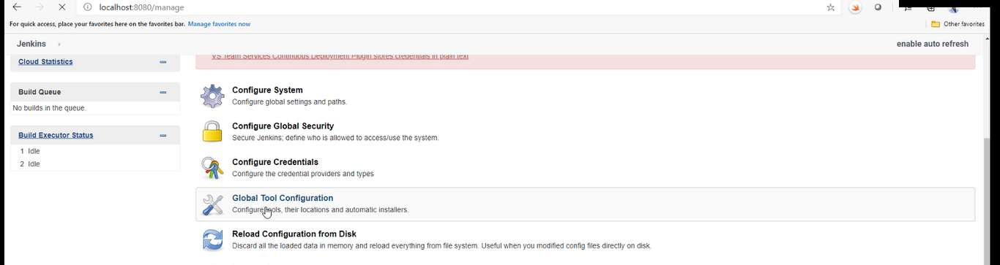 localhost:8080/manage
For quick access, place your favorites here on the favorites bar. Manage favorites now
Other favorites
Jenkins
enable auto refresh
VS Team Services Continuous Deployment Plugin stores credentials in plain text
Cloud Statistics
Build Queue
No builds in the queue.
Build Executor Status
1 Idle
2 Idle
Configure System
Configure global settings and paths.
Configure Global Security
Secure Jenkins; define who is allowed to access/use the system.
Configure Credentials
Configure the credential providers and types
Global Tool Configuration
Configure tools, their locations and automatic installers.
Reload Configuration from Disk
Discard all the loaded data in memory and reload everything from file system. Useful when you modified config files directly on disk.